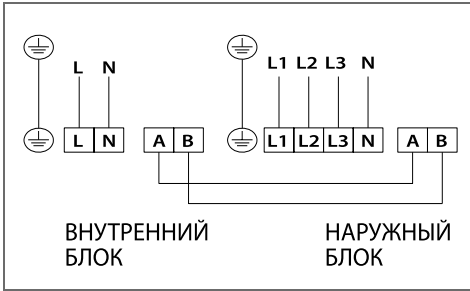 L N L1 L2 L3 N
L N A B L1 L2 L3 N A B
ВНУТРЕННИЙ НАРУЖНЫЙ
БЛОК БЛОК